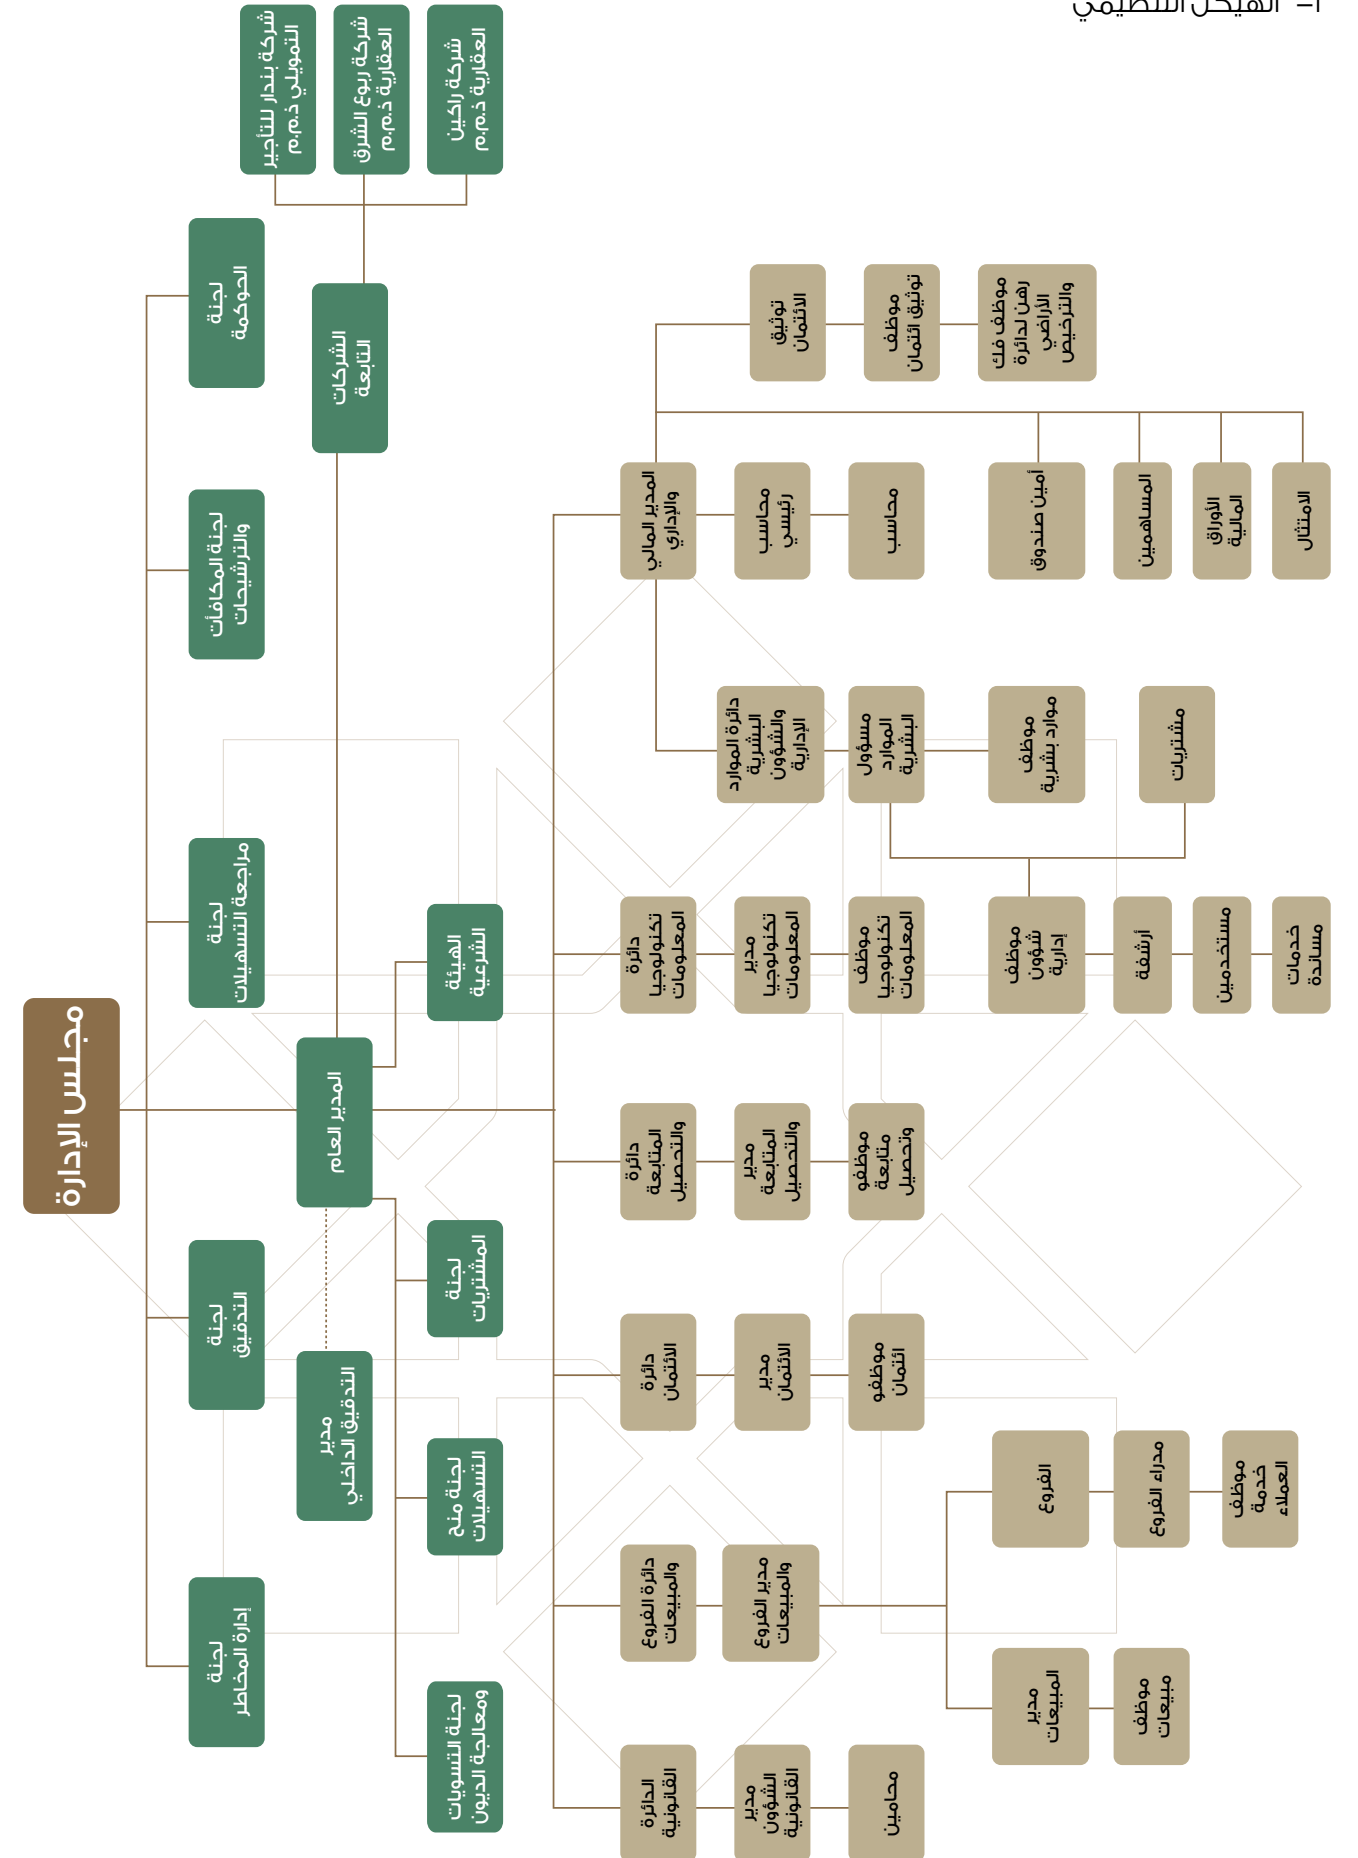 أ– الهيكل التنظيمي
مجلس الإدارة
لجنة
الحوكمة
لجنة المكافأت
والترشيحات
لجنة
مراجعة التسهيلات
لجنة
التدقيق
لجنة
إدارة المخاطر
شركة بندار للتأجير
التمويلي ذ.م.م
شركة ربوع الشرق
العقارية ذ.م.م
شركة راكين
العقارية ذ.م.م
الشركات
التابعة
المدير العام
مدير
التدقيق الداخلي
الهيئة
الشرعية
لجنة
المشتريات
لجنة منح
التسهيلات
لجنة التسويات
ومعالجة الديون
توثيق
الائتمان
موظف
توثيق ائتمان
موظف فك
رهن لدائرة
الأراضي
والترخيص
المدير المالي
والإداري
محاسب
رئيسي
محاسب
أمين صندوق
المساهمين
الأوراق
المالية
الامتثال
دائرة الموارد
البشرية
والشؤون
الإدارية
مسؤول
الموارد
البشرية
موظف
موارد بشرية
مشتريات
دائرة
تكنولوجيا
المعلومات
مدير
تكنولوجيا
المعلومات
موظف
تكنولوجيا
المعلومات
موظف
شؤون
إدارية
أرشفة
مستخدمين
خدمات
مساندة
دائرة
المتابعة
والتحصيل
مدير
المتابعة
والتحصيل
موظفو
متابعة
وتحصيل
دائرة
الائتمان
مدير
الائتمان
موظفو
ائتمان
دائرة الفروع
والمبيعات
مدير الفروع
والمبيعات
الفروع
مدراء الفروع
موظف
خدمة
العملاء
مدير
المبيعات
موظف
مبيعات
الدائرة
القانونية
مدير
الشؤون
القانونية
محامين